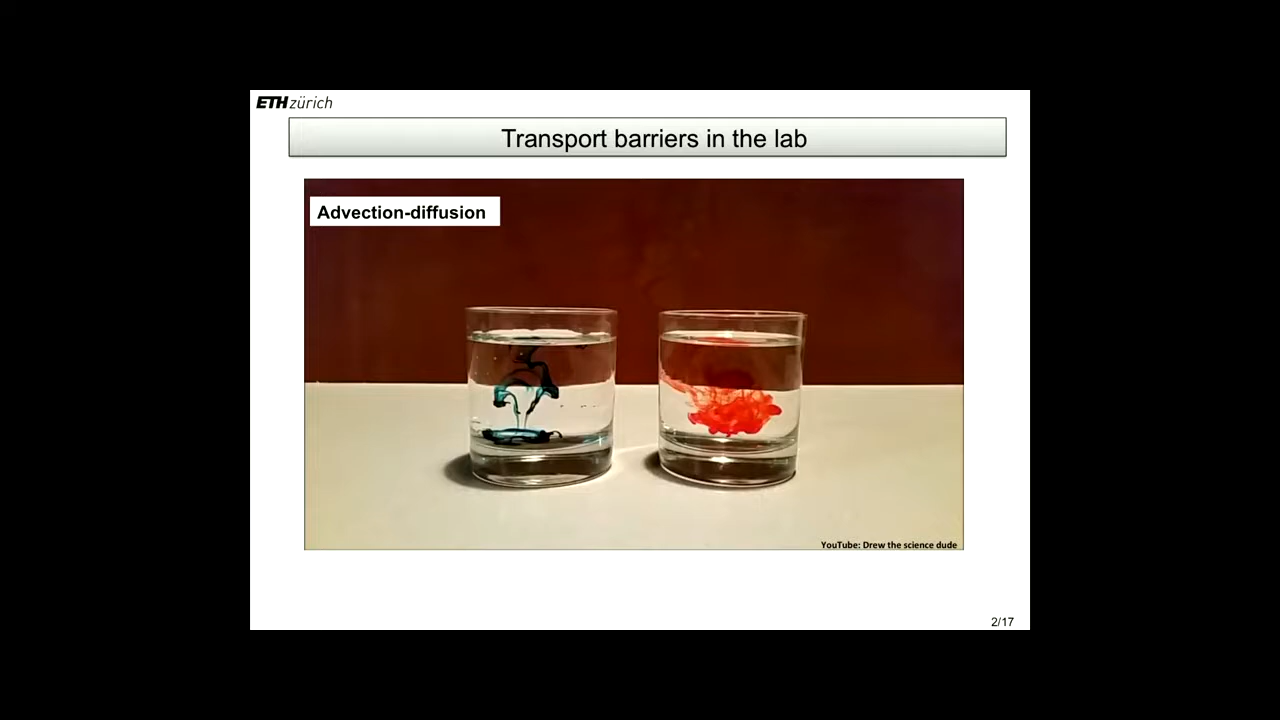 ETH zürich
Transport barriers in the lab
Advection-diffusion
YouTube: Drew the science dude
2/17